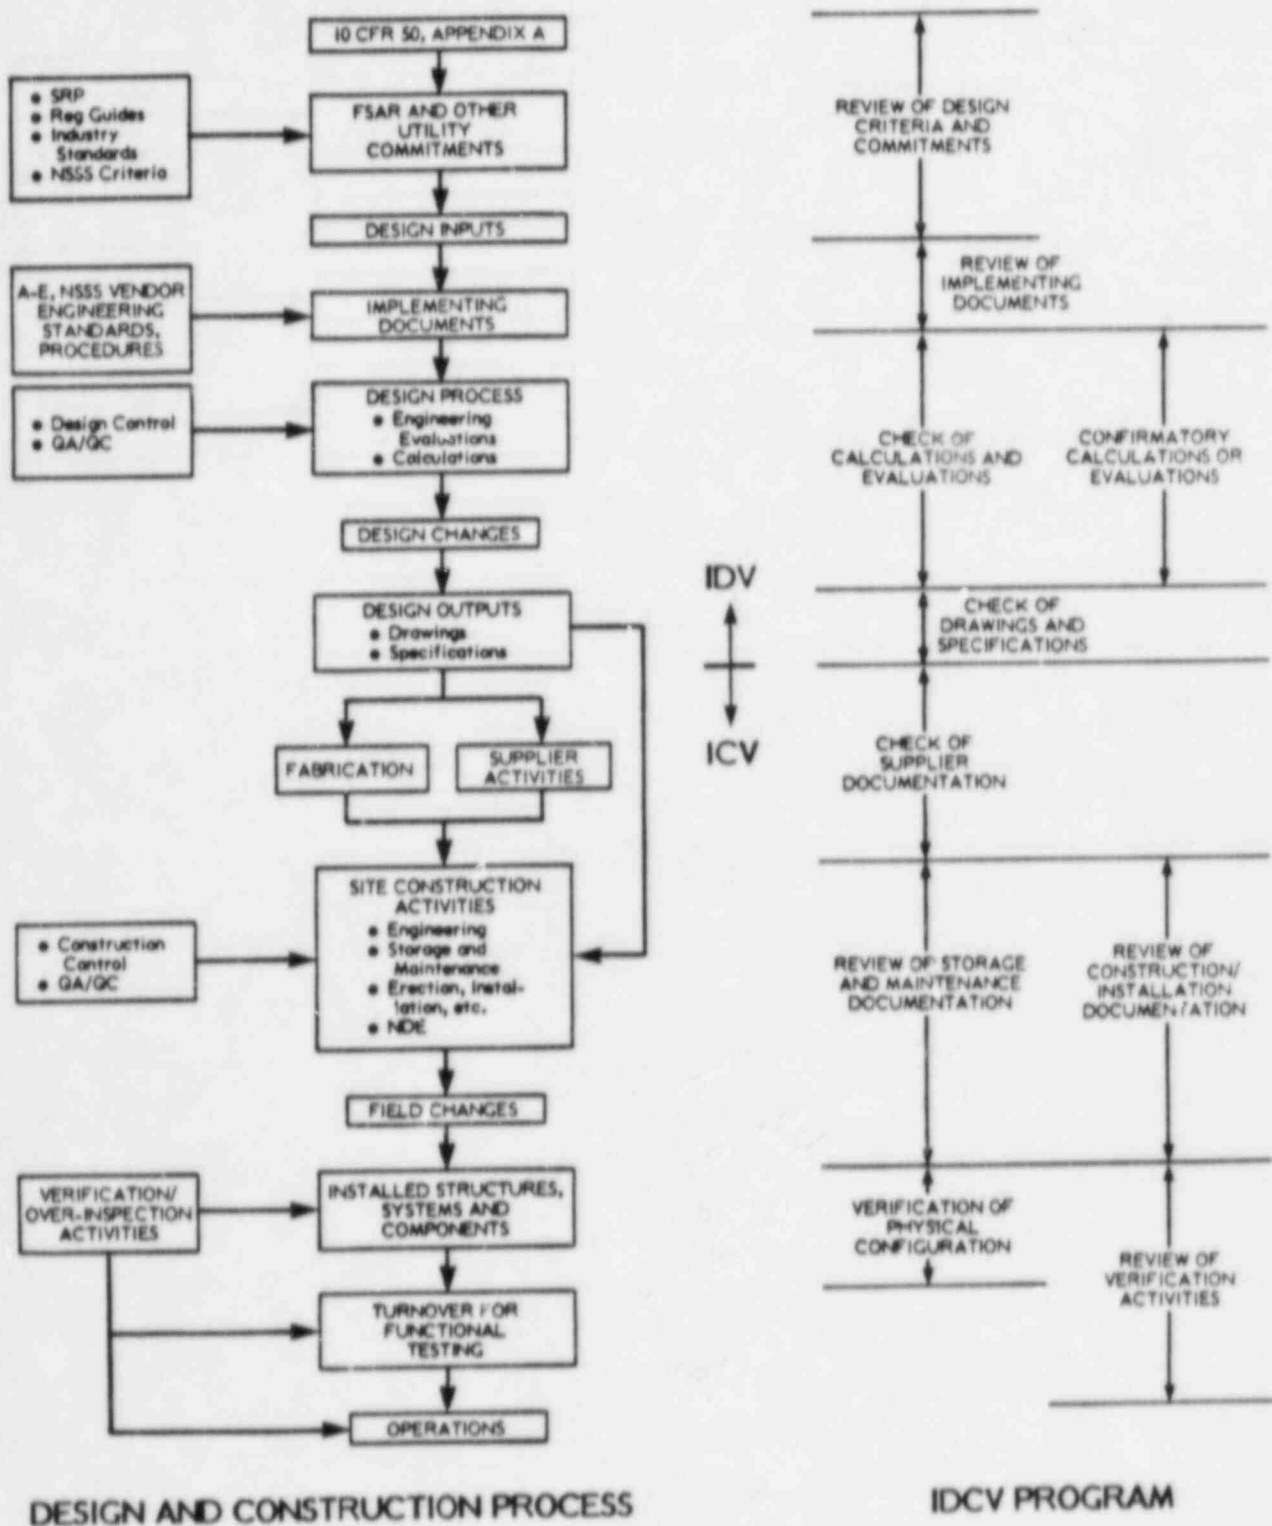 10 CFR 50, APPENDIX A
• SRP
• Reg Guides
• Industry
Standards
• NSSS Criteria
FSAR AND OTHER
UTILITY
COMMITMENTS
DESIGN INPUTS
A-E, NSSS VENDOR
ENGINEERING
STANDARDS,
PROCEDURES
IMPLEMENTING
DOCUMENTS
• Design Control
• QA/QC
DESIGN PROCESS
• Engineering
Evaluations
• Calculations
DESIGN CHANGES
DESIGN OUTPUTS
• Drawings
• Specifications
FABRICATION
SUPPLIER
ACTIVITIES
• Construction
Control
• QA/QC
SITE CONSTRUCTION
ACTIVITIES
• Engineering
• Storage and
Maintenance
• Erection, Instal-
lation, etc.
• NDE
FIELD CHANGES
VERIFICATION/
OVER-INSPECTION
ACTIVITIES
INSTALLED STRUCTURES,
SYSTEMS AND
COMPONENTS
TURNOVER FOR
FUNCTIONAL
TESTING
OPERATIONS
DESIGN AND CONSTRUCTION PROCESS
IDV
ICV
REVIEW OF DESIGN
CRITERIA AND
COMMITMENTS
REVIEW OF
IMPLEMENTING
DOCUMENTS
CHECK OF
CALCULATIONS AND
EVALUATIONS
CONFIRMATORY
CALCULATIONS OR
EVALUATIONS
CHECK OF
DRAWINGS AND
SPECIFICATIONS
CHECK OF
SUPPLIER
DOCUMENTATION
REVIEW OF STORAGE
AND MAINTENANCE
DOCUMENTATION
REVIEW OF
CONSTRUCTION/
INSTALLATION
DOCUMENTATION
VERIFICATION OF
PHYSICAL
CONFIGURATION
REVIEW OF
VERIFICATION
ACTIVITIES
IDCV PROGRAM